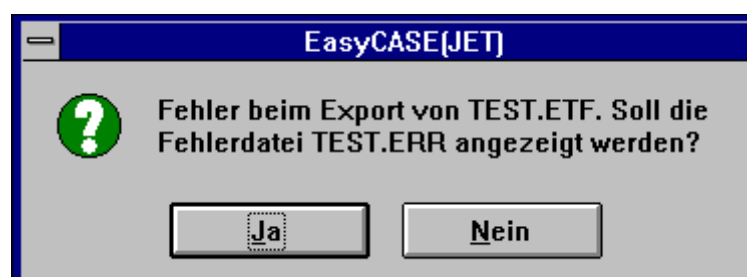 EasyCASE(JET)
Fehler beim Export von TEST.ETF. Soll die
Fehlerdatei TEST.ERR angezeigt werden?
Ja
Nein